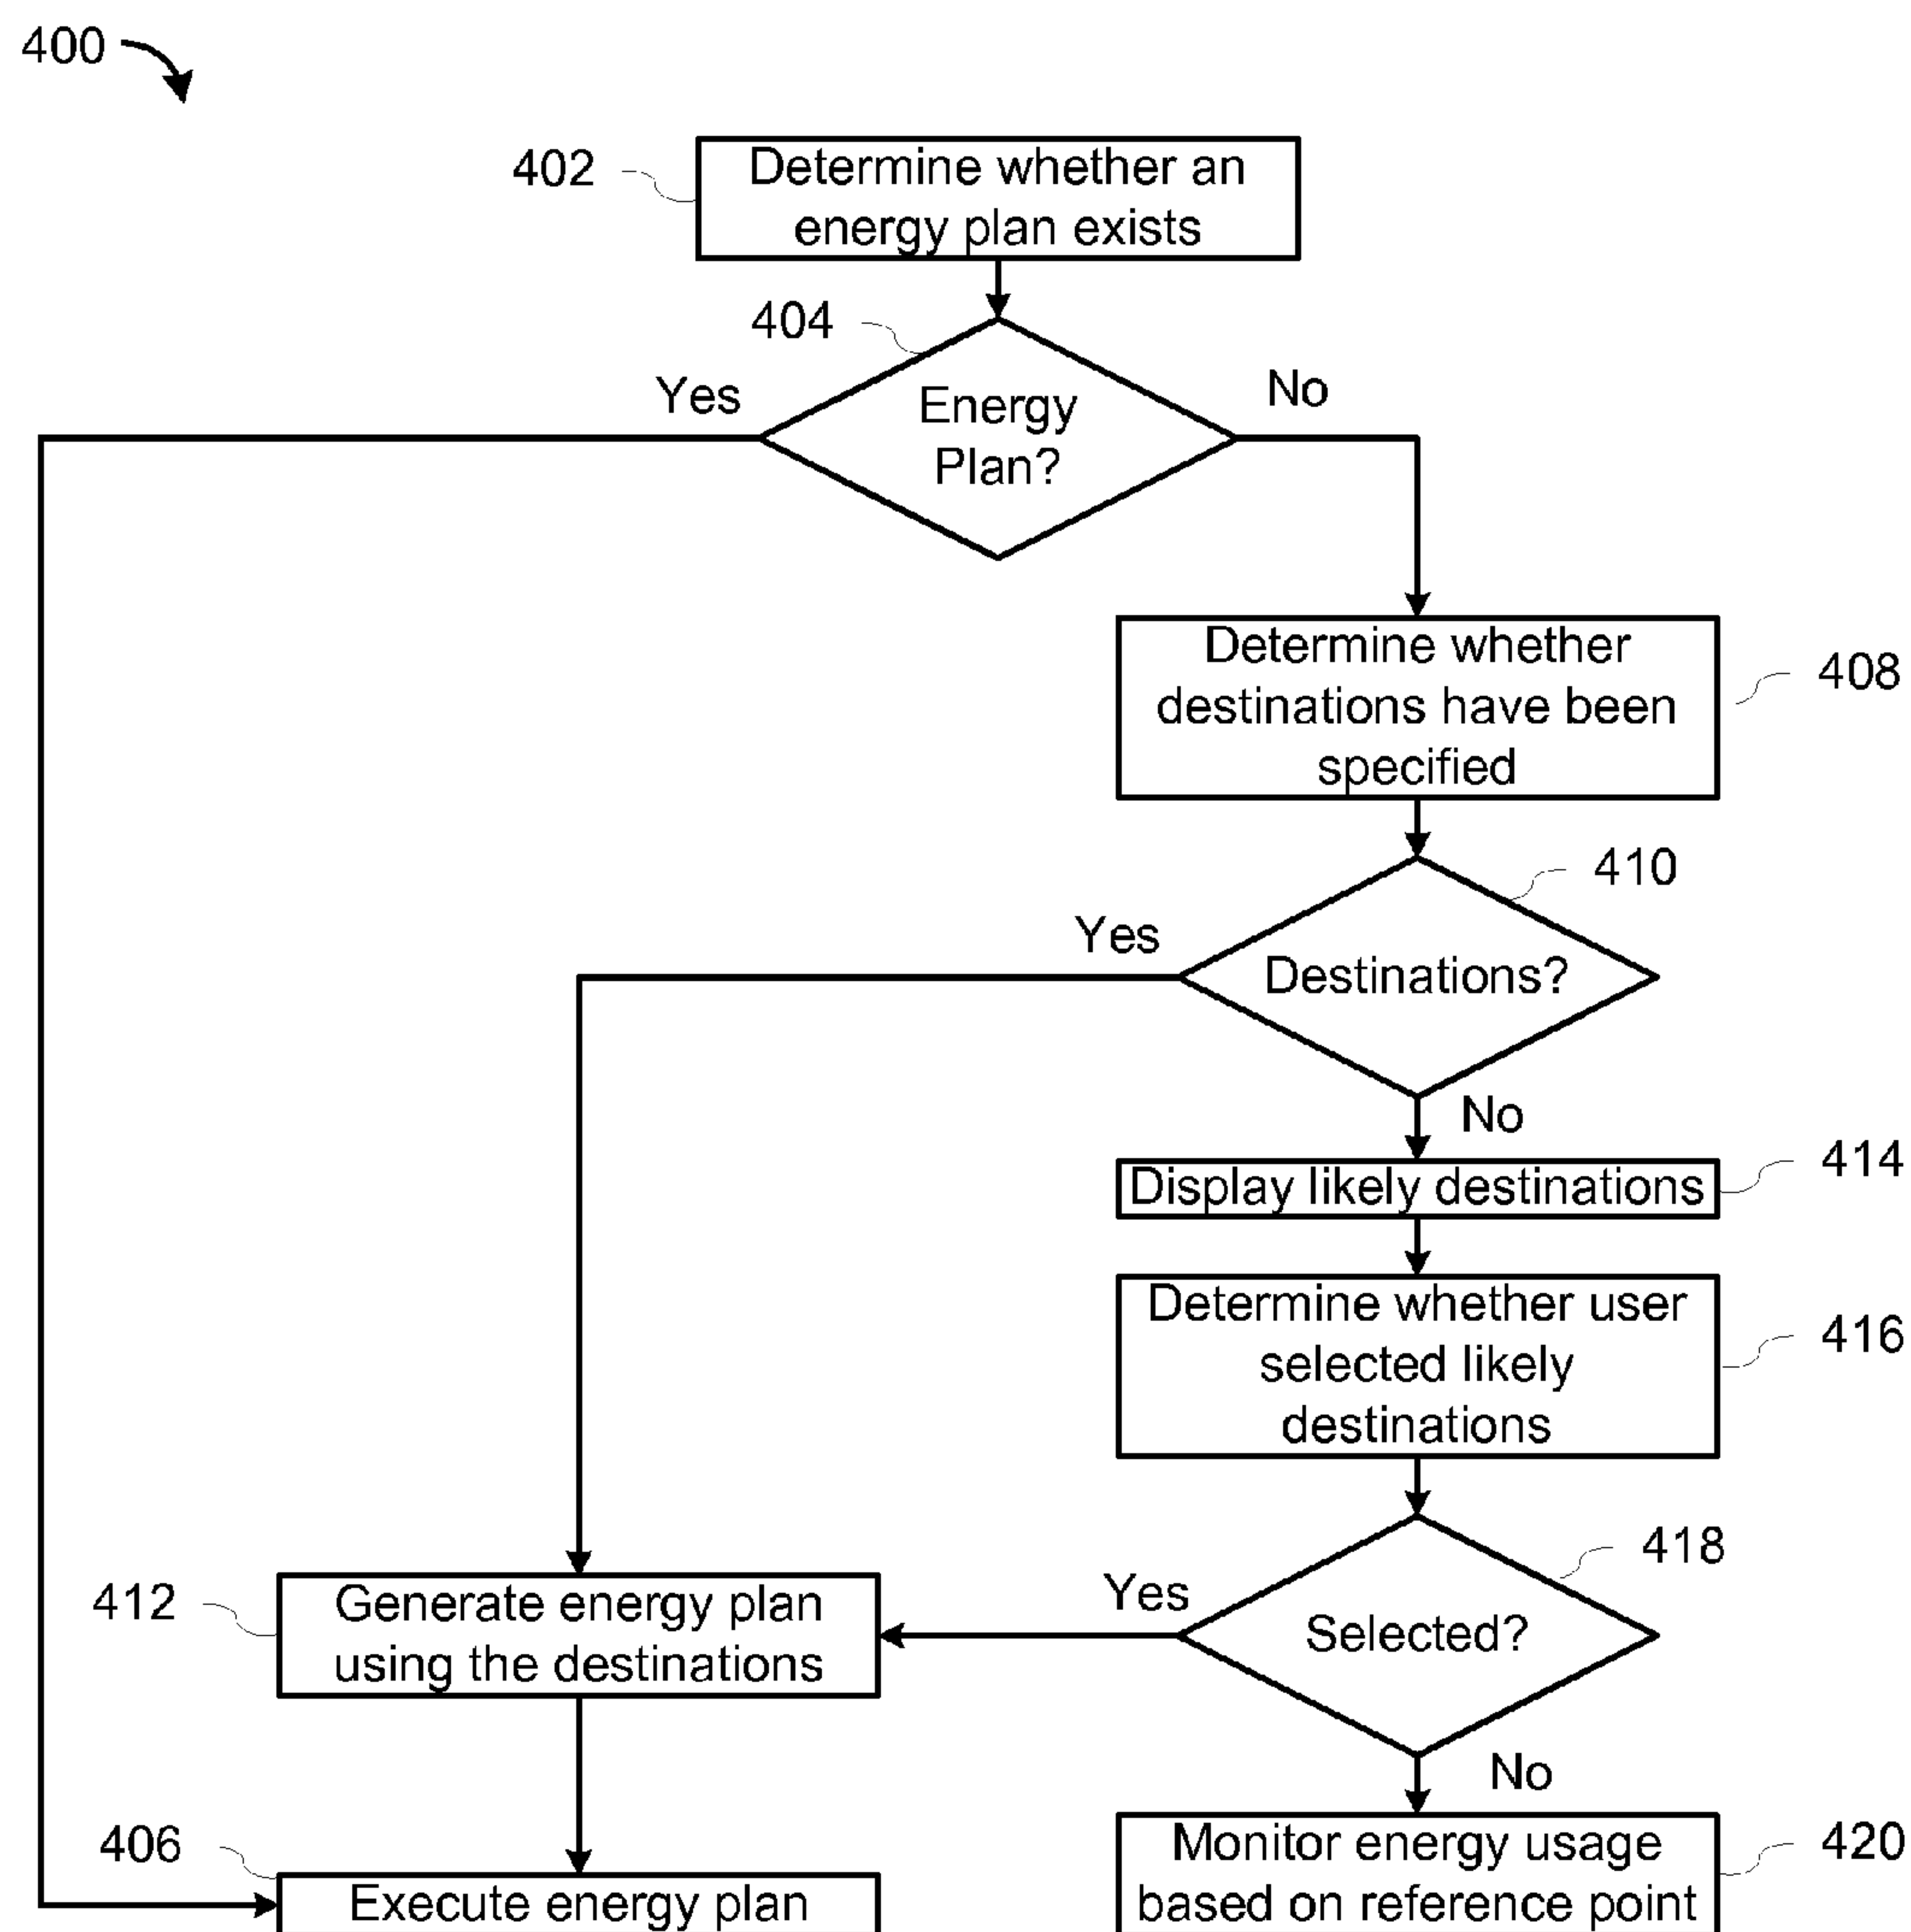 400
402
Determine whether an
energy plan exists
404
Yes
Energy
Plan?
No
Determine whether
destinations have been
specified
408
410
Yes
Destinations?
No
Display likely destinations
414
Determine whether user
selected likely
destinations
416
418
412
Generate energy plan
using the destinations
Yes
Selected?
No
406
Execute energy plan
Monitor energy usage
based on reference point
420